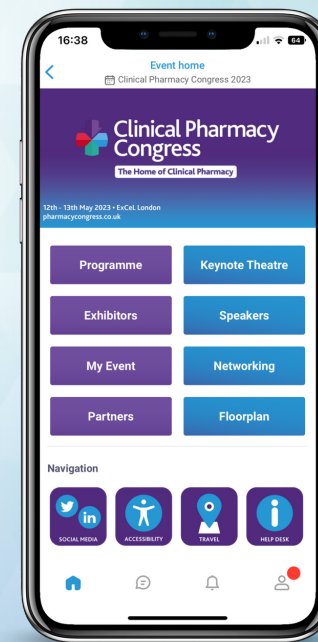 16:38
64
Event home
Clinical Pharmacy Congress 2023
Clinical Pharmacy
Congress
The Home of Clinical Pharmacy
12th - 13th May 2023 • ExCeL London
pharmacycongress.co.uk
Programme
Keynote Theatre
Exhibitors
Speakers
My Event
Networking
Partners
Floorplan
Navigation
in
SOCIAL MEDIA
ACCESSIBILITY
TRAVEL
HELP DESK